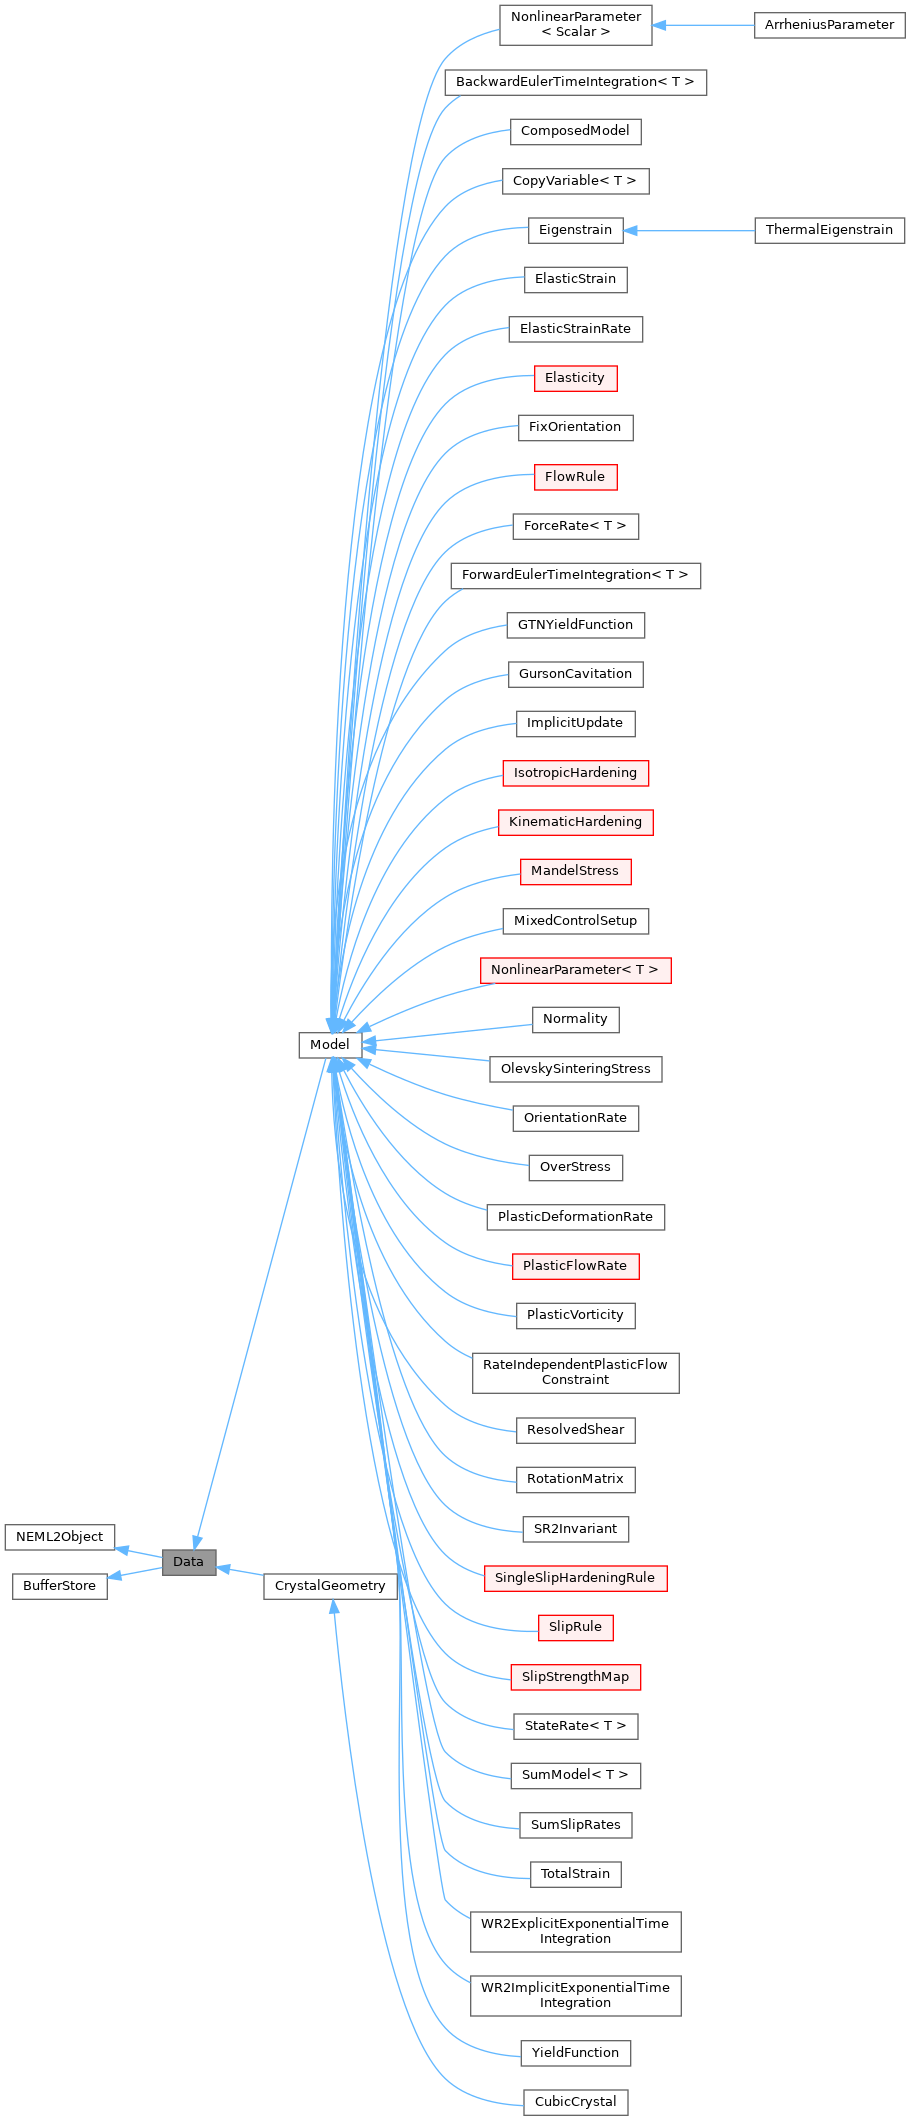 NonlinearParameter
< Scalar >
ArrheniusParameter
BackwardEulerTimeIntegration< T >
ComposedModel
CopyVariable< T >
Eigenstrain
ThermalEigenstrain
ElasticStrain
ElasticStrainRate
Elasticity
FixOrientation
FlowRule
ForceRate< T >
ForwardEulerTimeIntegration< T >
GTNYieldFunction
GursonCavitation
ImplicitUpdate
IsotropicHardening
KinematicHardening
MandelStress
MixedControlSetup
NonlinearParameter< T >
Normality
Model
OlevskySinteringStress
OrientationRate
OverStress
PlasticDeformationRate
PlasticFlowRate
PlasticVorticity
RateIndependentPlasticFlow
Constraint
ResolvedShear
RotationMatrix
SR2Invariant
NEML2Object
Data
BufferStore
CrystalGeometry
SingleSlipHardeningRule
SlipRule
SlipStrengthMap
StateRate< T >
SumModel< T >
SumSlipRates
TotalStrain
WR2ExplicitExponentialTime
Integration
WR2ImplicitExponentialTime
Integration
YieldFunction
CubicCrystal